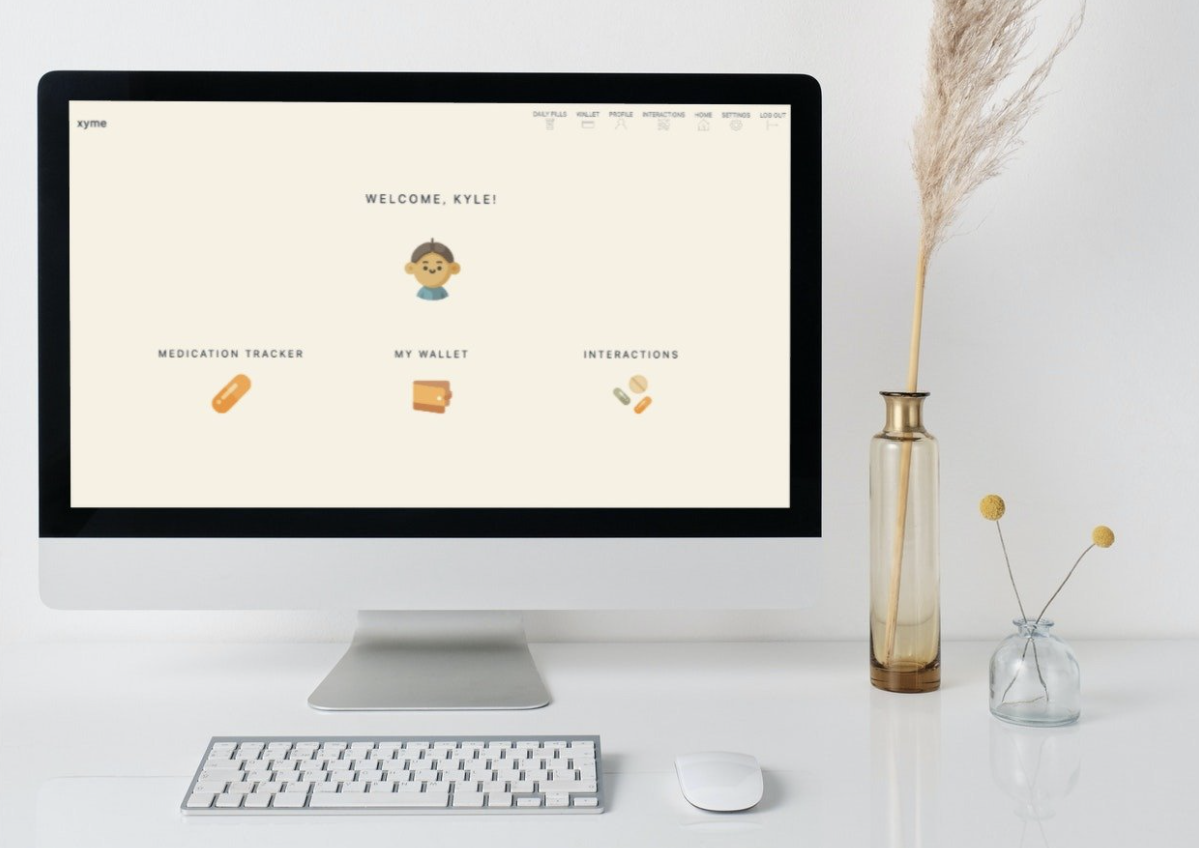 xyme
DAILY PILLS WALLET PROFILE INTERACTIONS HOME SETTINGS LOG OUT
WELCOME, KYLE!
MEDICATION TRACKER MY WALLET INTERACTIONS